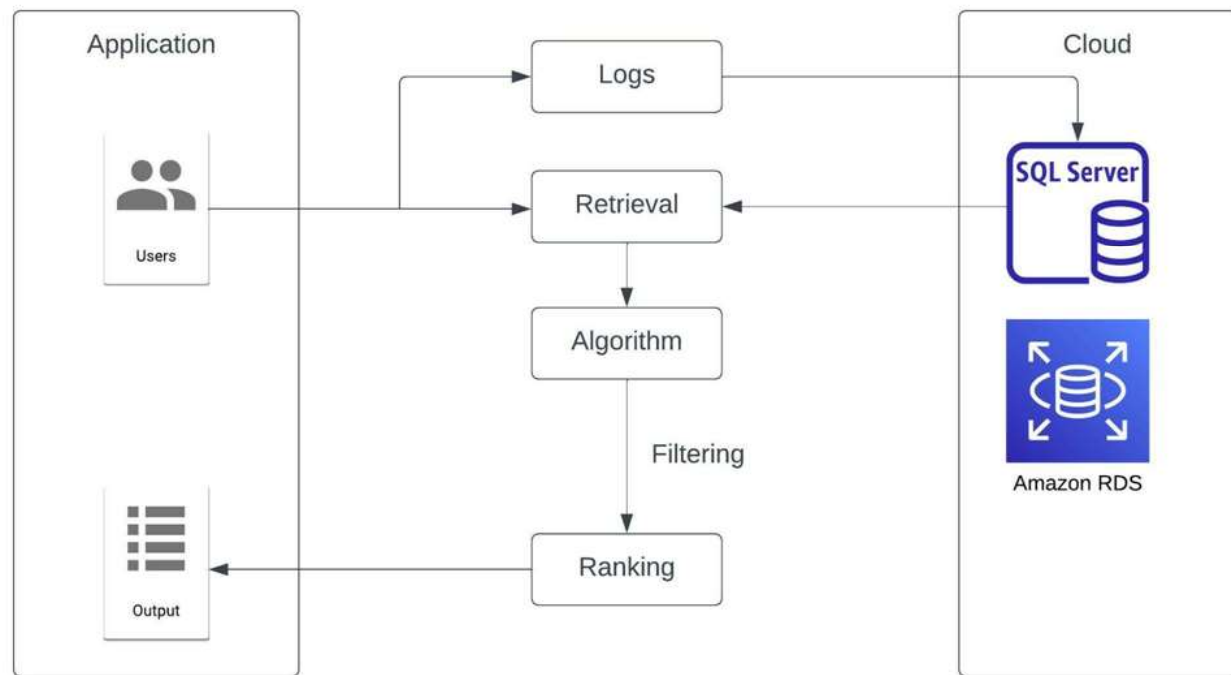 Application
Logs
Cloud
SQL Server
Retrieval
Users
Algorithm
Filtering
Amazon RDS
Ranking
Output